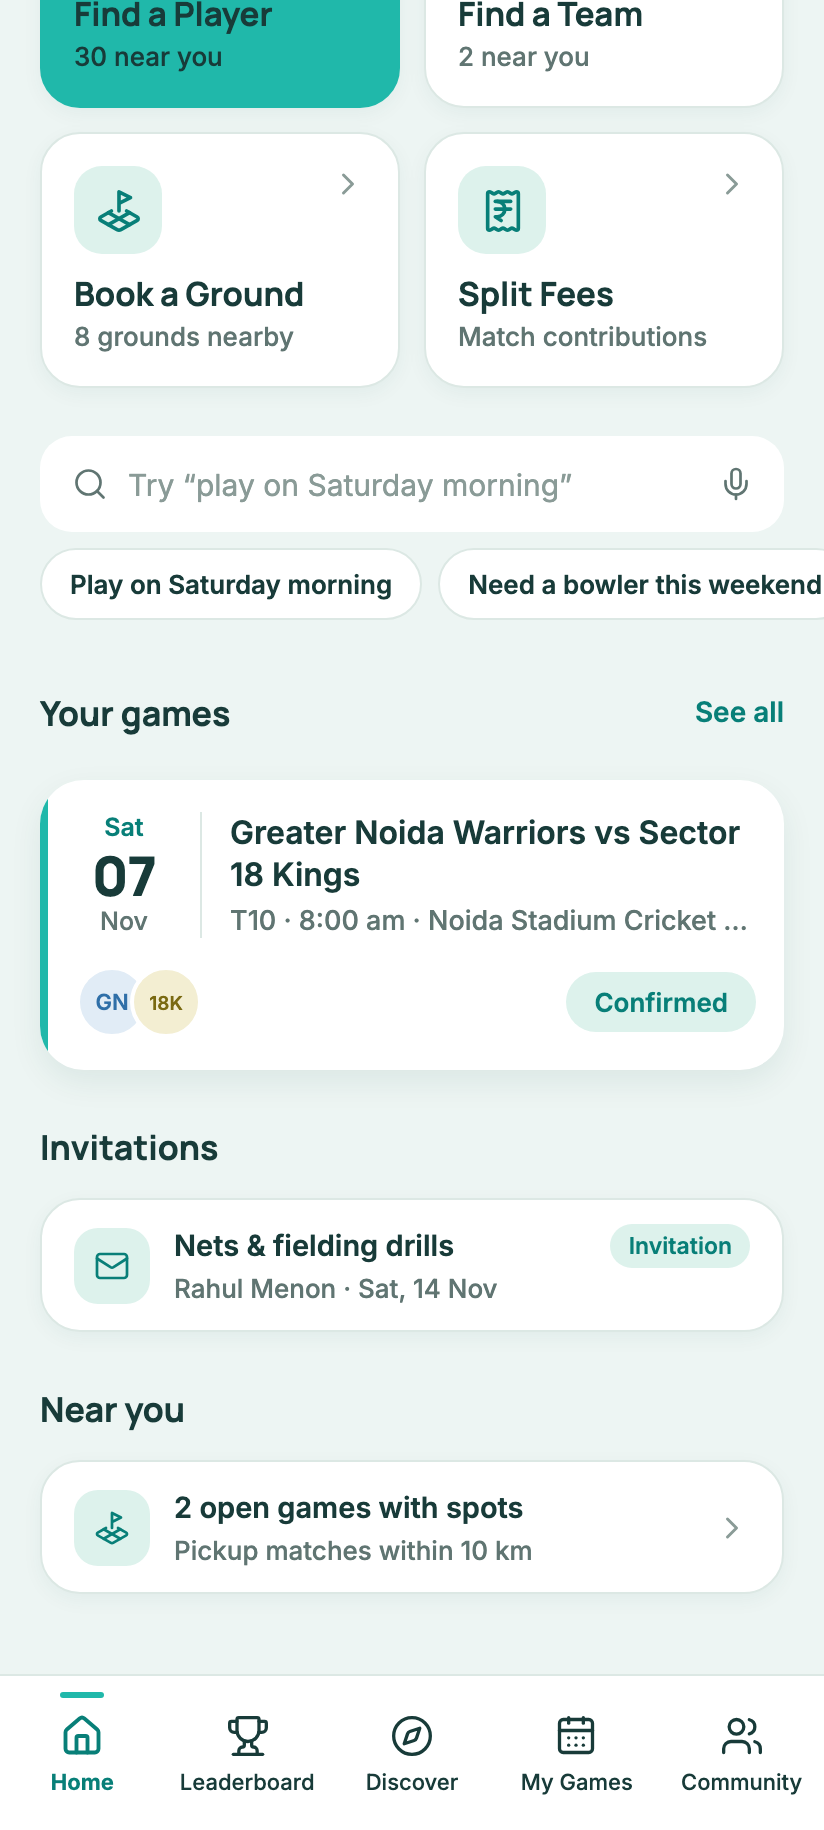 Find a Player
30 near you
Find a Team
2 near you
Book a Ground
8 grounds nearby
Split Fees
Match contributions
Try “play on Saturday morning”
Play on Saturday morning
Need a bowler this weekend
Your games
See all
Sat
07
Nov
Greater Noida Warriors vs Sector
18 Kings
T10 · 8:00 am · Noida Stadium Cricket ...
GN
18K
Confirmed
Invitations
Nets & fielding drills
Rahul Menon · Sat, 14 Nov
Invitation
Near you
2 open games with spots
Pickup matches within 10 km
Home
Leaderboard
Discover
My Games
Community